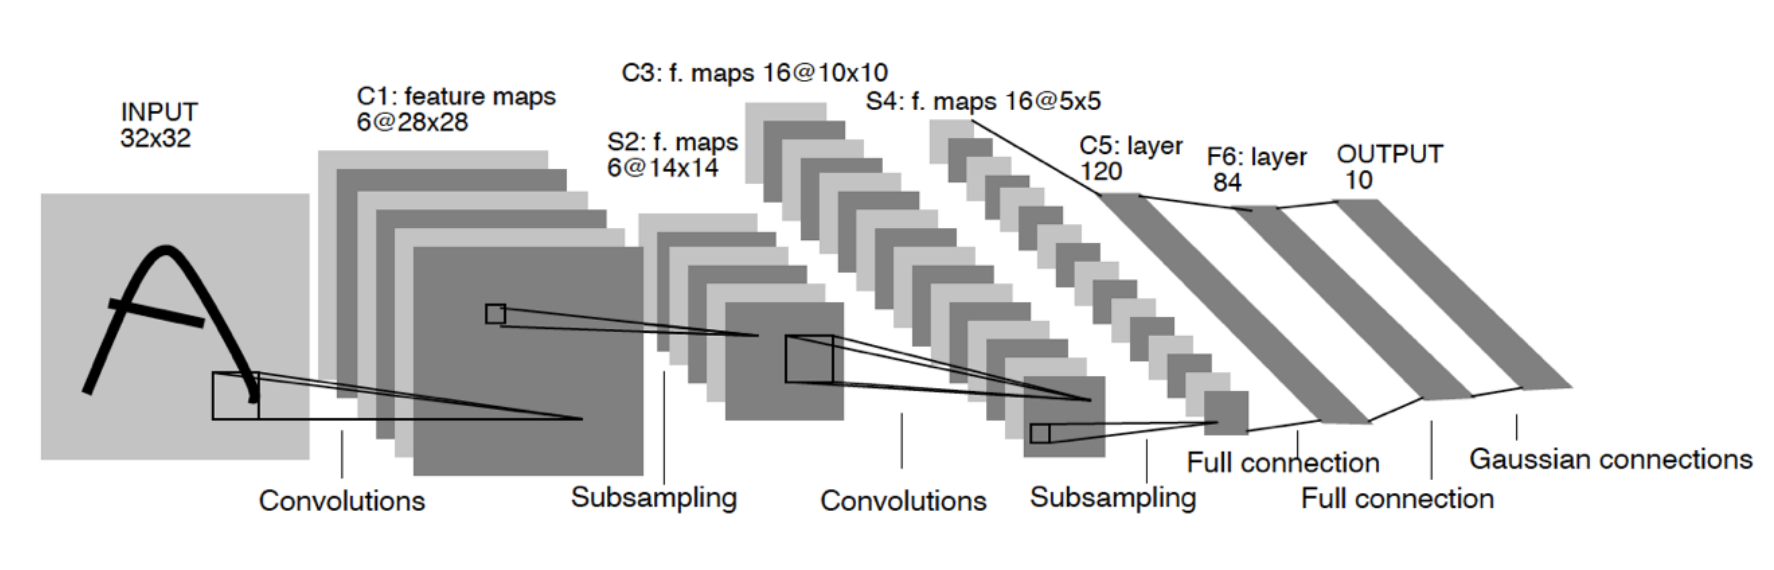 INPUT
32x32
C1: feature maps
6@28x28
S2: f. maps
6@14x14
C3: f. maps 16@10x10
S4: f. maps 16@5x5
C5: layer
120
F6: layer
84
OUTPUT
10
Convolutions
Subsampling
Convolutions
Subsampling
Full connection
Full connection
Gaussian connections